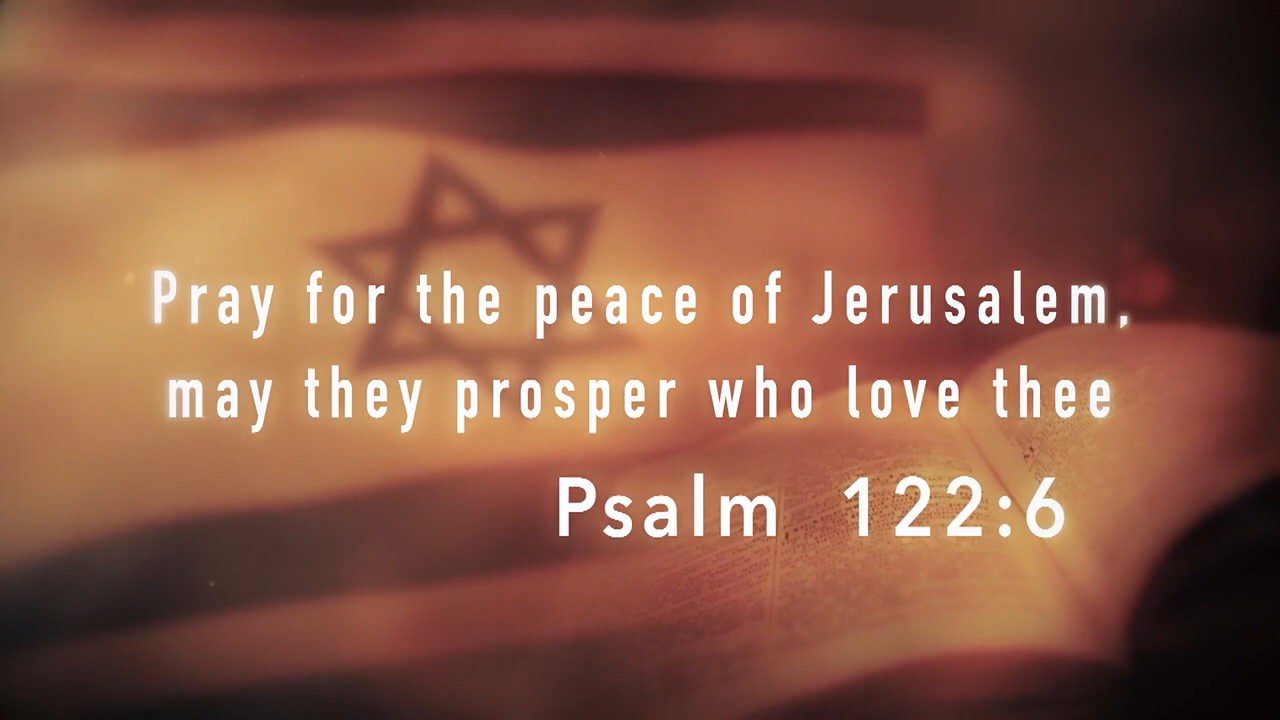 Pray for the peace of Jerusalem,
may they prosper who love thee
Psalm 122:6